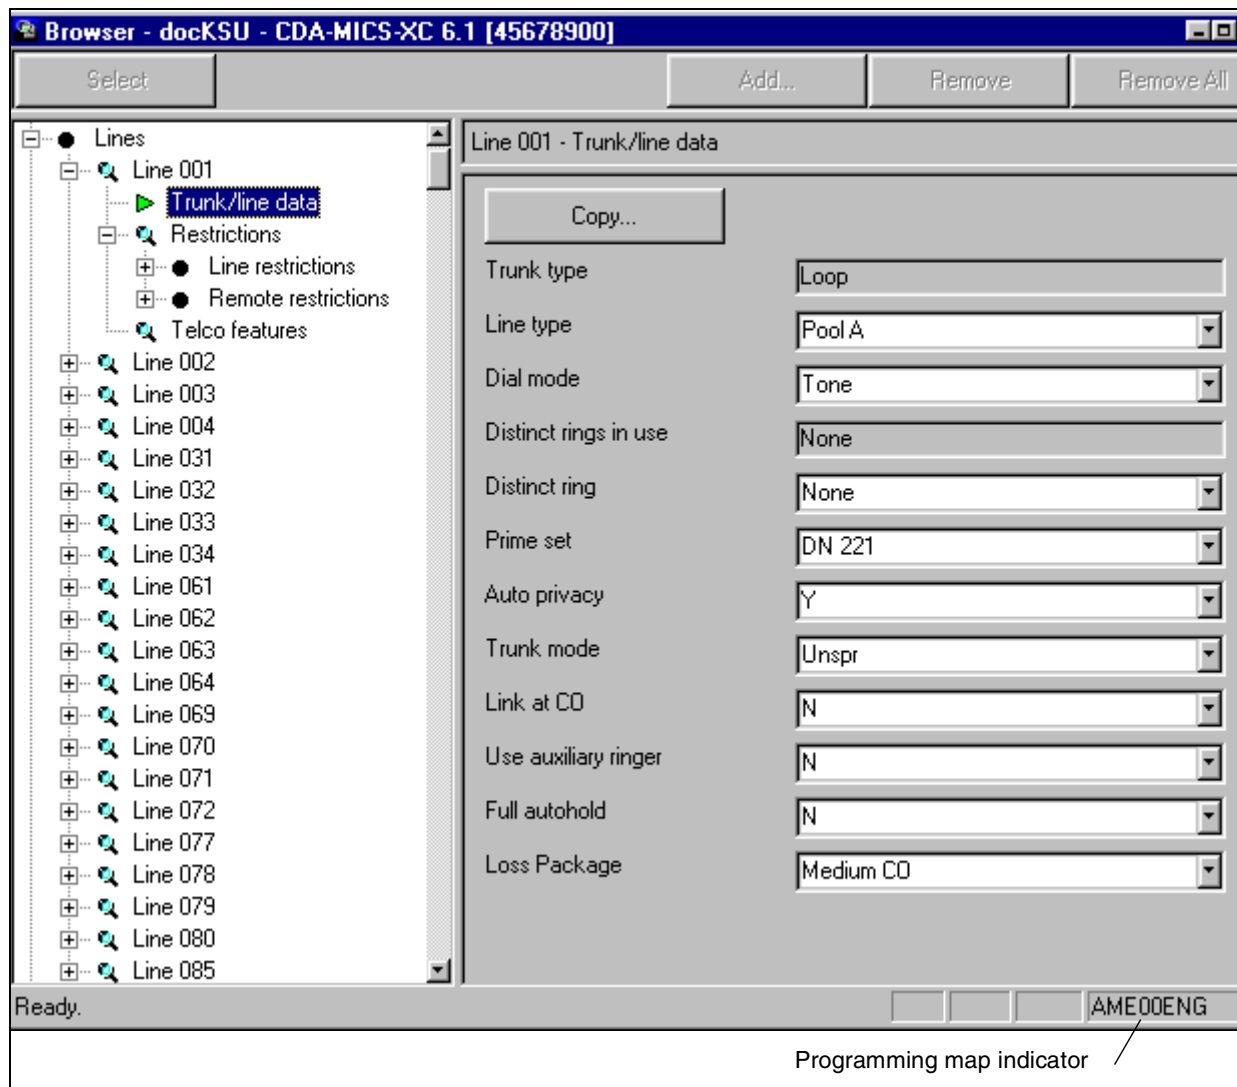 Browser - docKSU - CDA-MICS-XC 6.1 [45678900]
Select
Add...
Remove
Remove All
Lines
Line 001
Trunk/line data
Restrictions
Line restrictions
Remote restrictions
Telco features
Line 002
Line 003
Line 004
Line 031
Line 032
Line 033
Line 034
Line 061
Line 062
Line 063
Line 064
Line 069
Line 070
Line 071
Line 072
Line 077
Line 078
Line 079
Line 080
Line 085
Line 001 - Trunk/line data
Copy...
Trunk type Loop
Line type Pool A
Dial mode Tone
Distinct rings in use None
Distinct ring None
Prime set DN 221
Auto privacy Y
Trunk mode Unspr
Link at CO N
Use auxiliary ringer N
Full autohold N
Loss Package Medium CO
Ready.
AME00ENG
Programming map indicator